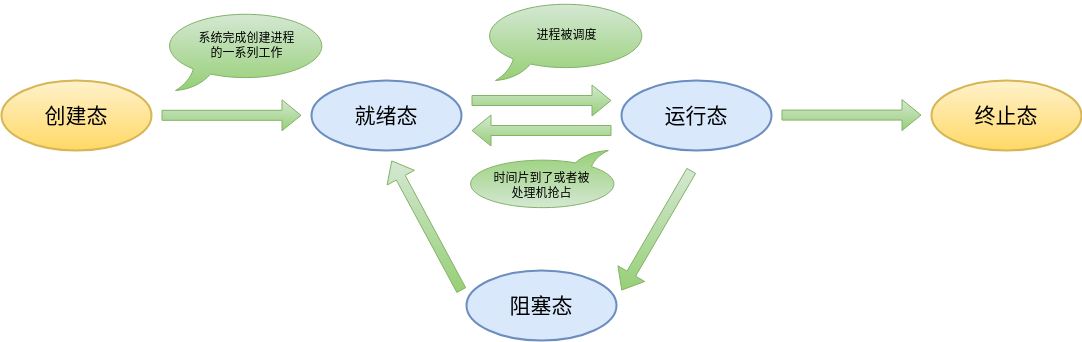 系统完成创建进程
的一系列工作
进程被调度
创建态
就绪态
运行态
终止态
时间片到了或者被
处理机抢占
阻塞态